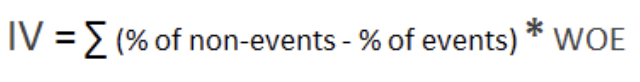 IV = ∑ (% of non-events - % of events) * WOE